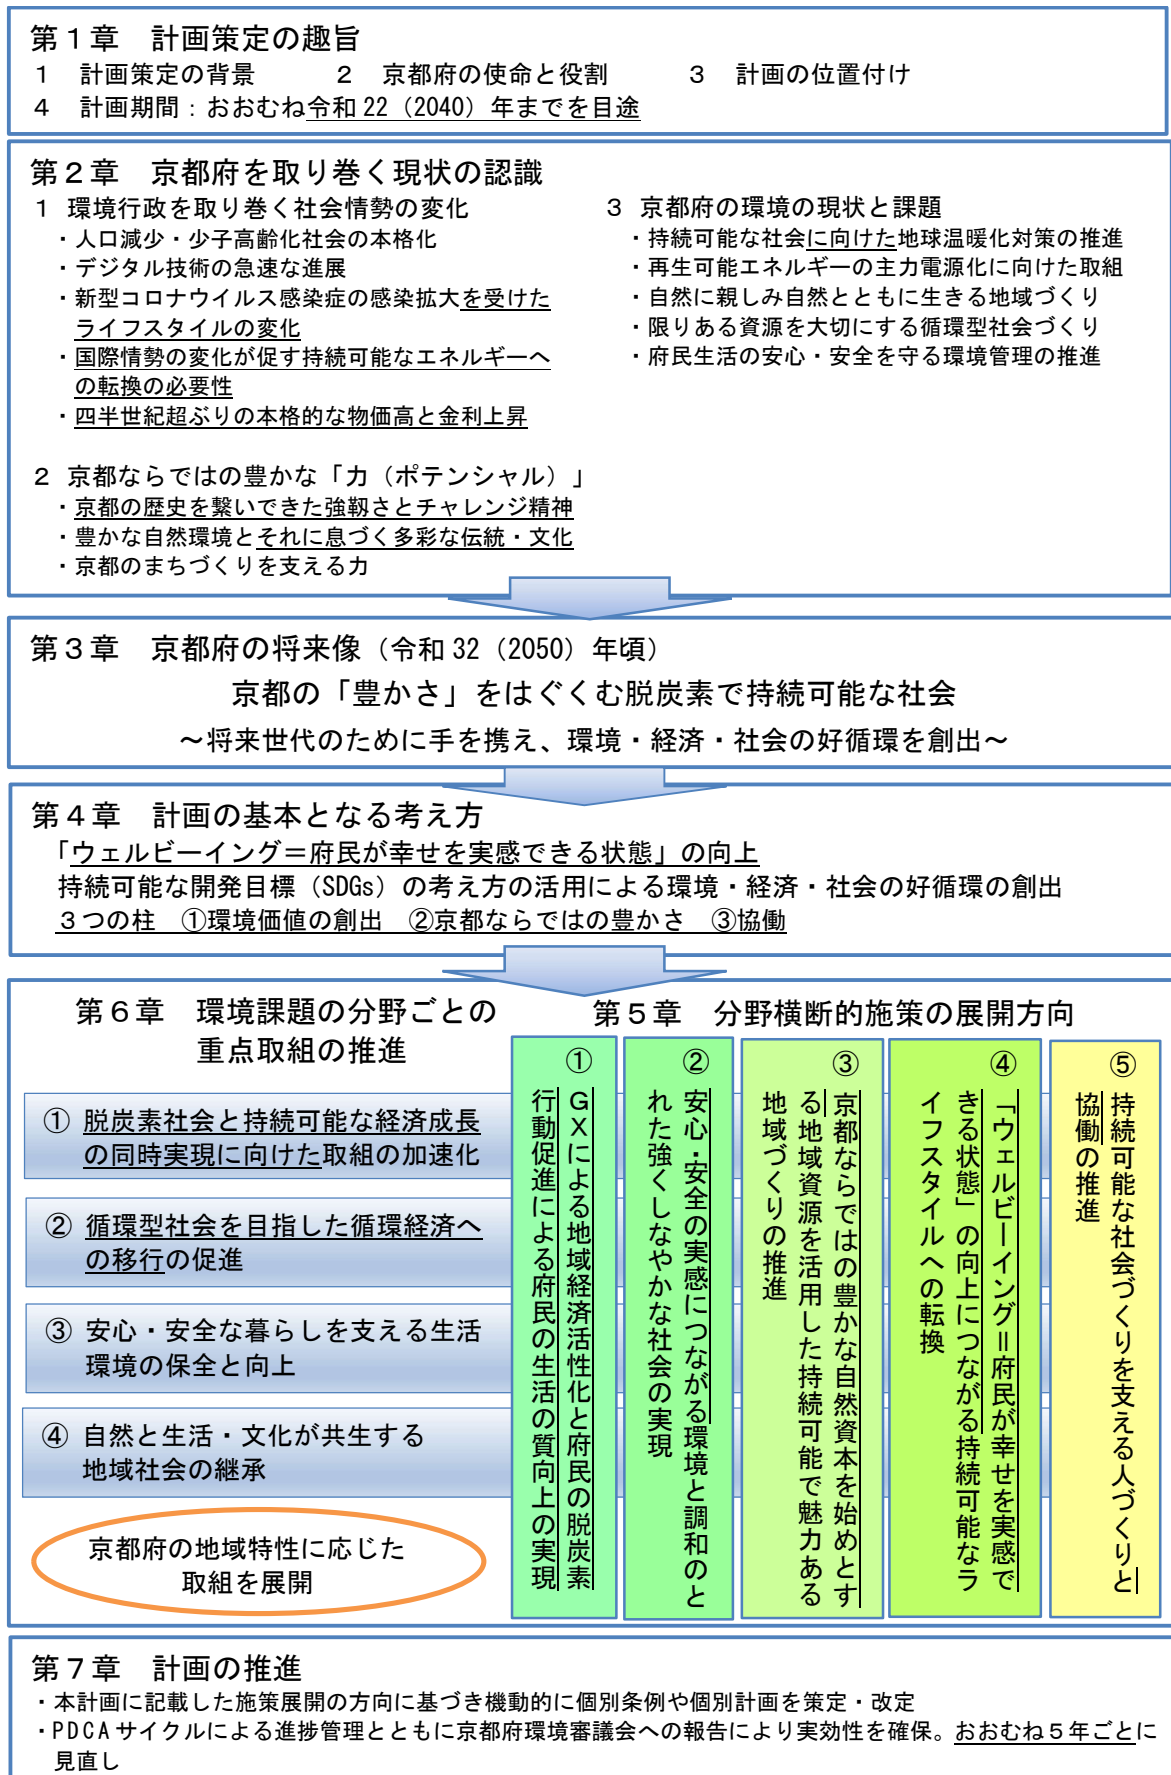 第１章　計画策定の趣旨
１　計画策定の背景　　　２　京都府の使命と役割　　　３　計画の位置付け
４　計画期間：おおむね令和 22（2040）年までを目途
第２章　京都府を取り巻く現状の認識
１ 環境行政を取り巻く社会情勢の変化
・人口減少・少子高齢化社会の本格化
・デジタル技術の急速な進展
・新型コロナウイルス感染症の感染拡大を受けた
ライフスタイルの変化
・国際情勢の変化が促す持続可能なエネルギーへ
の転換の必要性
・四半世紀超ぶりの本格的な物価高と金利上昇
２ 京都ならではの豊かな「力（ポテンシャル）」
・京都の歴史を繋いできた強靱さとチャレンジ精神
・豊かな自然環境とそれに息づく多彩な伝統・文化
・京都のまちづくりを支える力
３ 京都府の環境の現状と課題
・持続可能な社会に向けた地球温暖化対策の推進
・再生可能エネルギーの主力電源化に向けた取組
・自然に親しみ自然とともに生きる地域づくり
・限りある資源を大切にする循環型社会づくり
・府民生活の安心・安全を守る環境管理の推進
第３章　京都府の将来像（令和 32（2050）年頃）
京都の「豊かさ」をはぐくむ脱炭素で持続可能な社会
～将来世代のために手を携え、環境・経済・社会の好循環を創出～
第４章　計画の基本となる考え方
「ウェルビーイング＝府民が幸せを実感できる状態」の向上
持続可能な開発目標（SDGs）の考え方の活用による環境・経済・社会の好循環の創出
３つの柱　①環境価値の創出　②京都ならではの豊かさ　③協働
第６章　環境課題の分野ごとの
重点取組の推進
① 脱炭素社会と持続可能な経済成長
の同時実現に向けた取組の加速化
② 循環型社会を目指した循環経済へ
の移行の促進
③ 安心・安全な暮らしを支える生活
環境の保全と向上
④ 自然と生活・文化が共生する
地域社会の継承
京都府の地域特性に応じた
取組を展開
第５章　分野横断的施策の展開方向
①
ＧＸによる地域経済活性化と府民の脱炭素
行動促進による府民の生活の質向上の実現
②
安心・安全の実感につながる環境と調和のと
れた強くしなやかな社会の実現
③
京都ならではの豊かな自然資本を始めとす
る地域資源を活用した持続可能で魅力ある
地域づくりの推進
④
「ウェルビーイング＝府民が幸せを実感で
きる状態」の向上につながる持続可能なラ
イフスタイルへの転換
⑤
持続可能な社会づくりを支える人づくりと
協働の推進
第７章　計画の推進
・本計画に記載した施策展開の方向に基づき機動的に個別条例や個別計画を策定・改定
・PDCA サイクルによる進捗管理とともに京都府環境審議会への報告により実効性を確保。おおむね５年ごとに
見直し